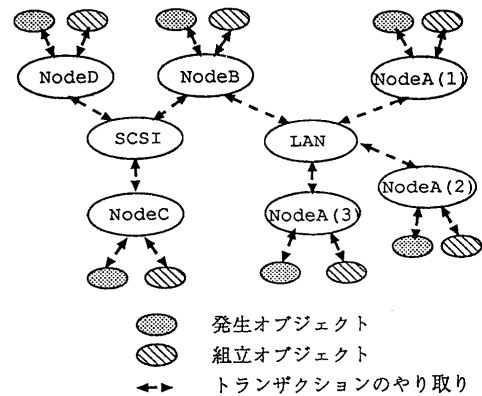 NodeD
NodeB
NodeA(1)
SCSI
LAN
NodeA(2)
NodeC
NodeA(3)
発生オブジェクト
組立オブジェクト
トランザクションのやり取り